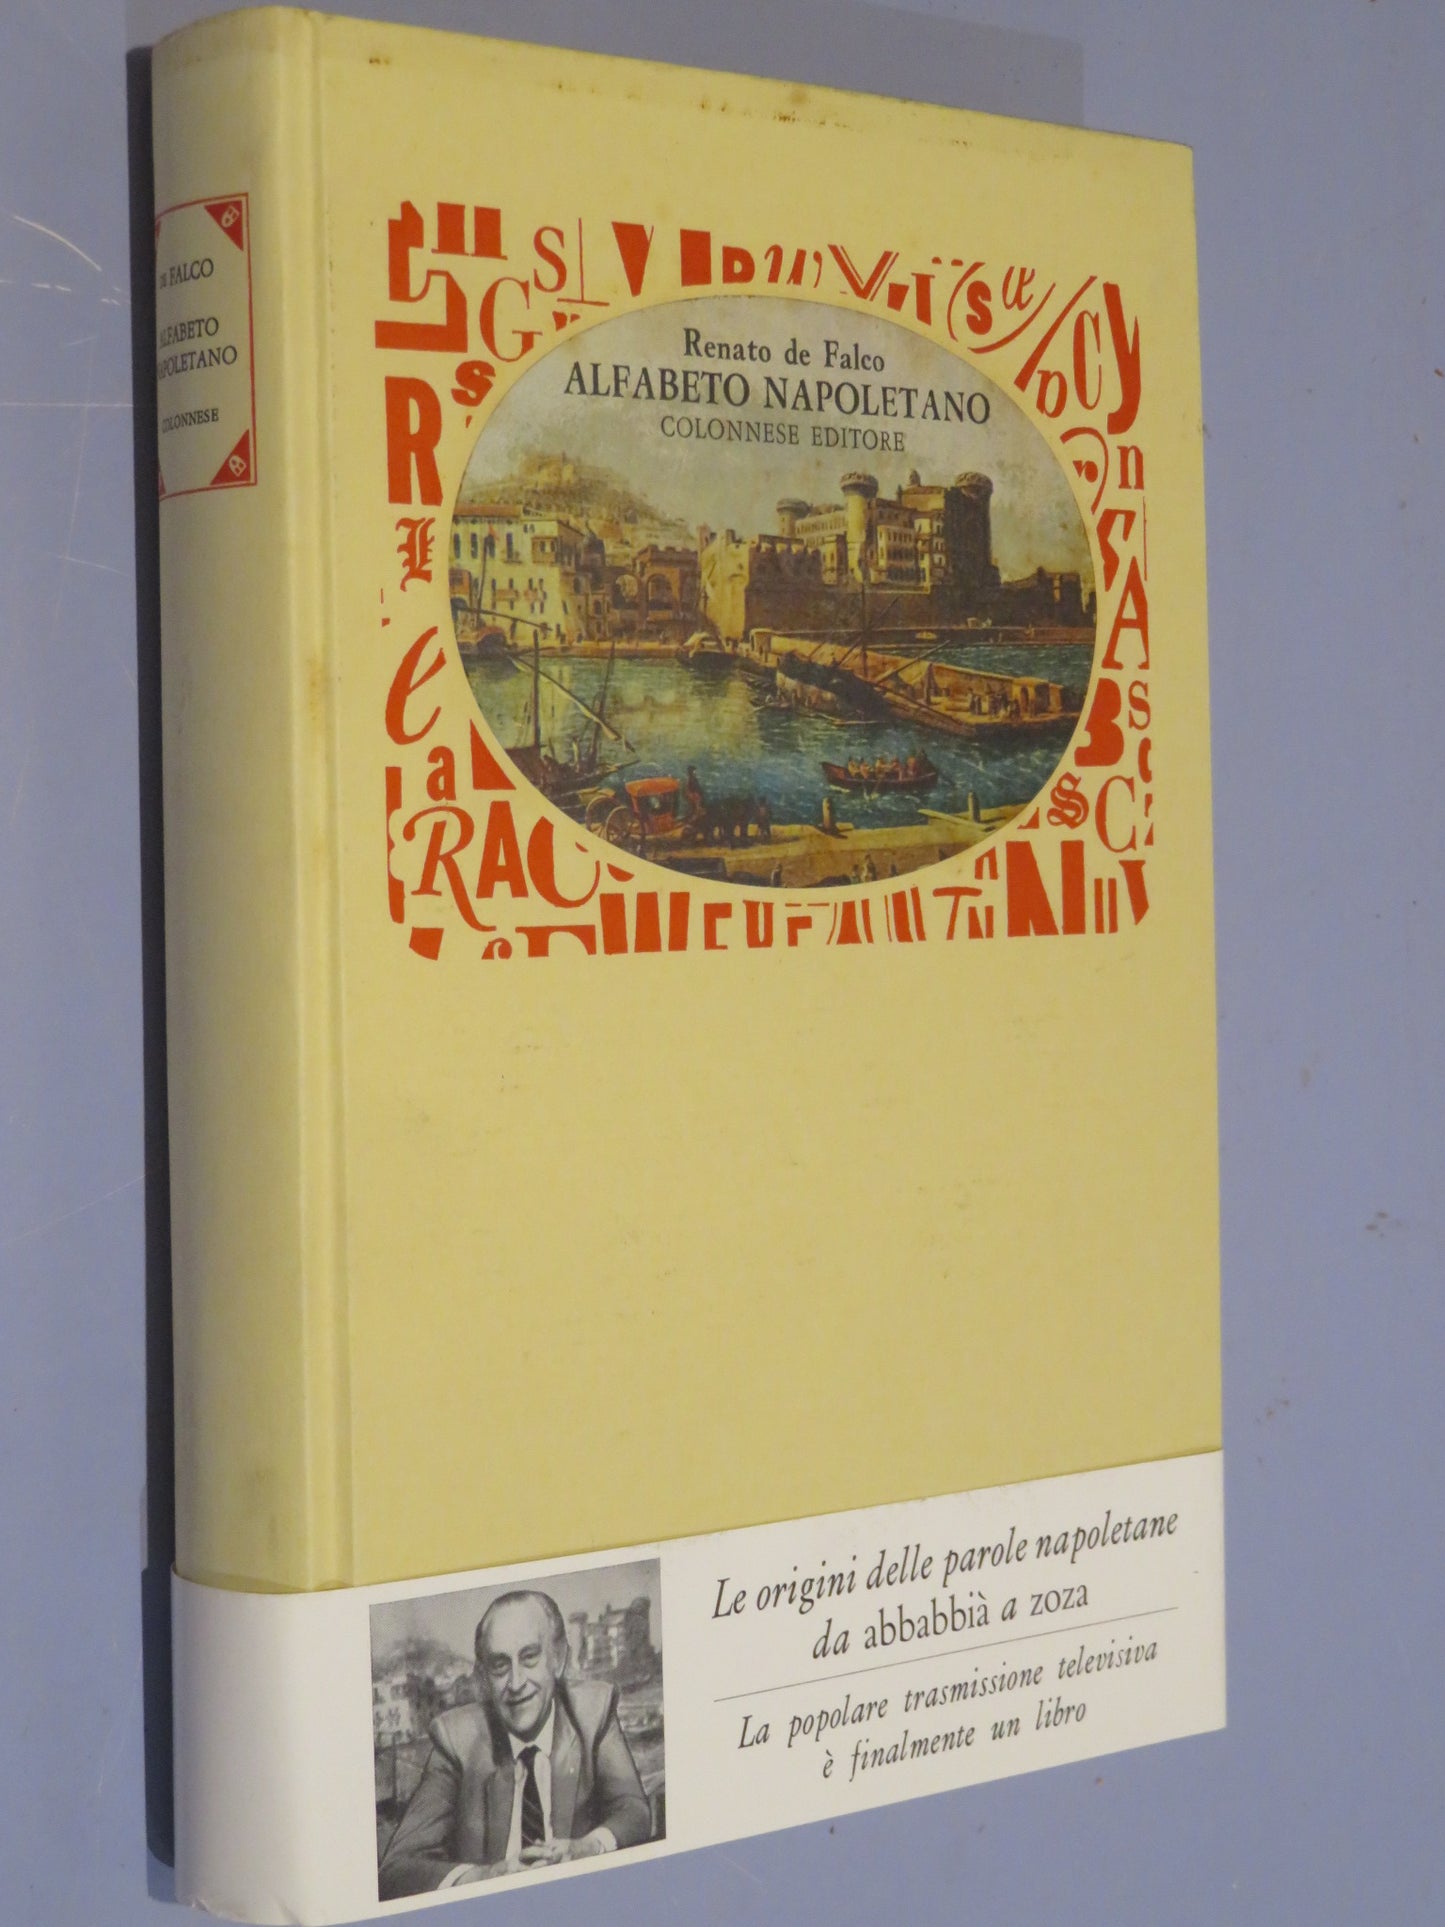 Renato de Falco
ALFABETO NAPOLETANO
COLONNESE EDITORE
FALCO
ALFABETO
NAPOLETANO
COLONNESE
Le origini delle parole napoletane
da abbabbià a zoza
La popolare trasmissione televisiva
è finalmente un libro